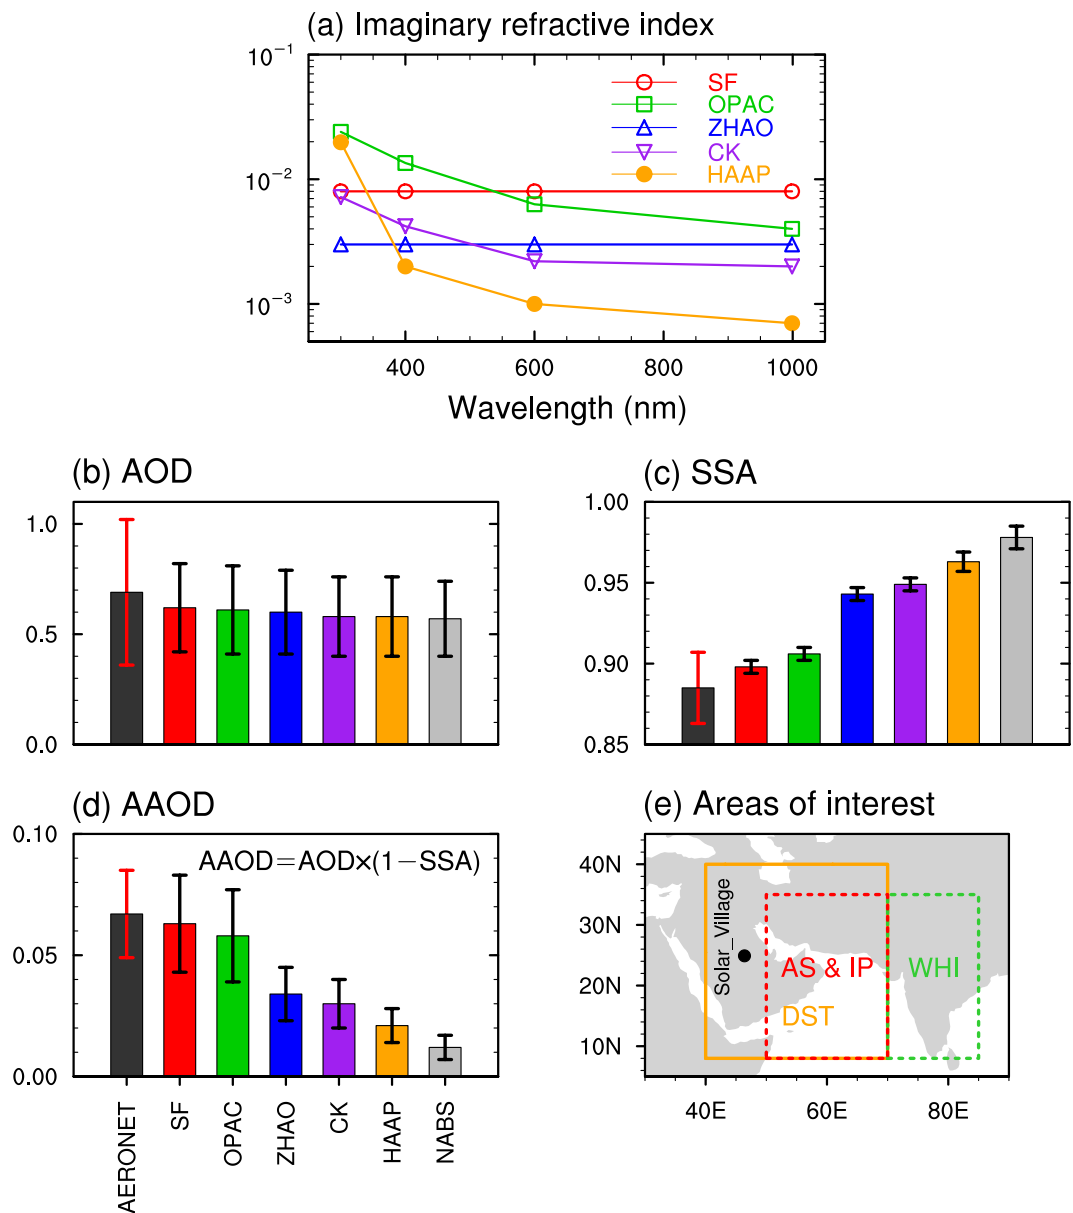 (a) Imaginary refractive index
10−1
10−2
10−3
SF
OPAC
ZHAO
CK
HAAP
400
600
800
1000
Wavelength (nm)
(b) AOD
1.0
0.5
0.0
(c) SSA
1.00
0.95
0.90
0.85
(d) AAOD
0.10
0.05
0.00
AAOD=AOD×(1−SSA)
AERONET
SF
OPAC
ZHAO
CK
HAAP
NABS
(e) Areas of interest
40N
30N
20N
10N
Solar_Village
AS & IP
WHI
DST
40E
60E
80E